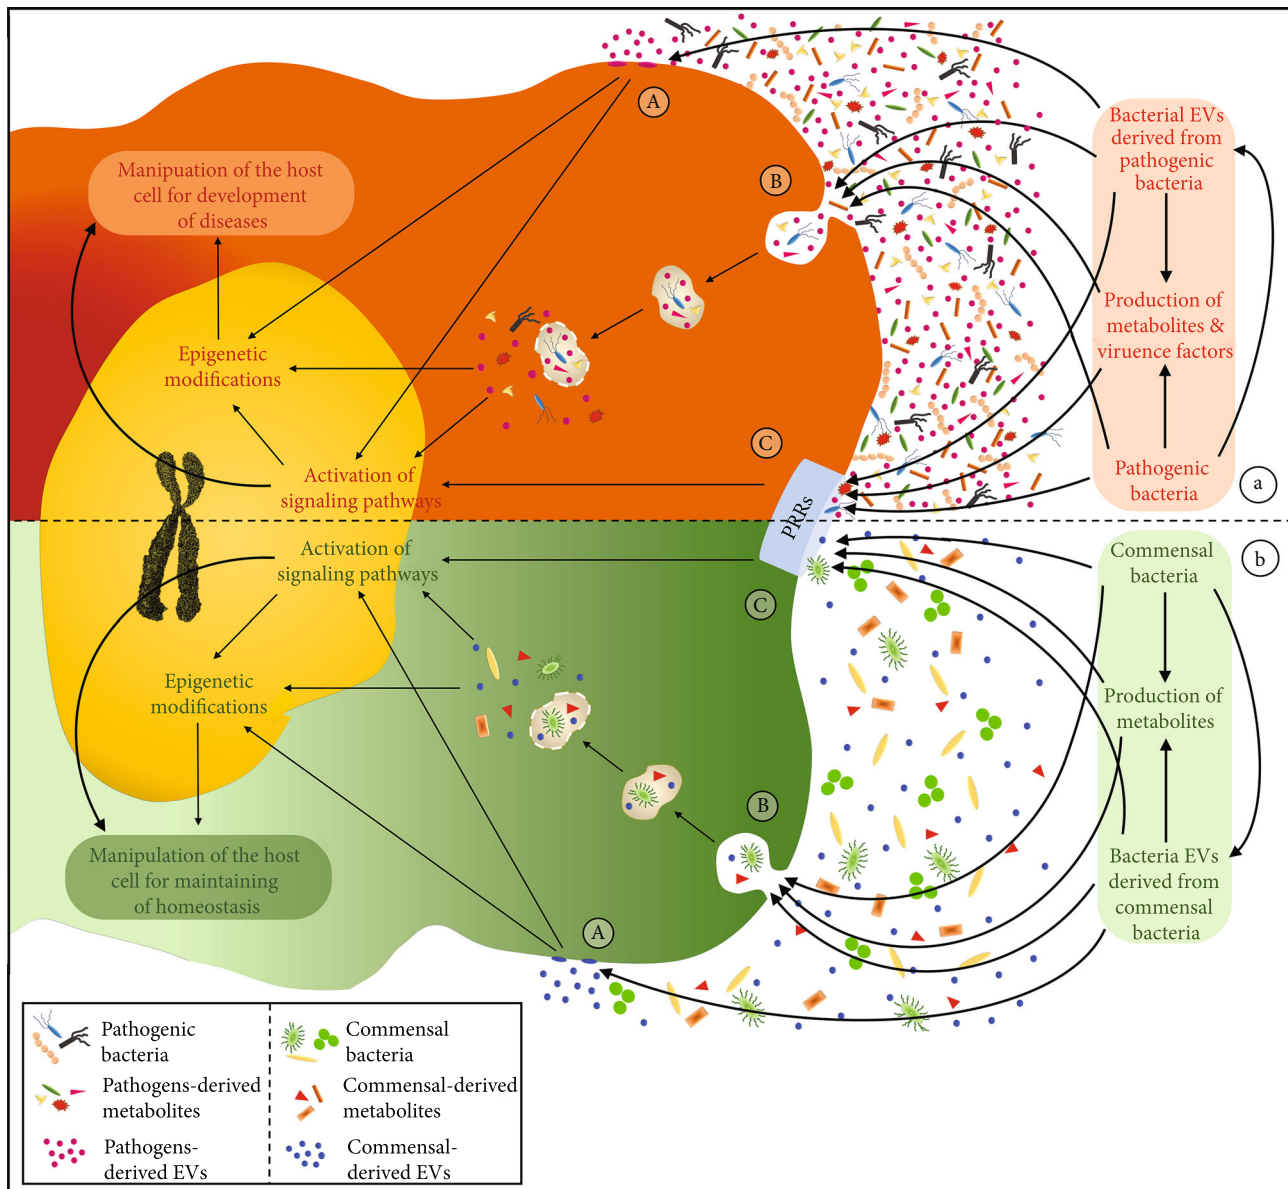 A
Bacterial EVs
derived from
pathogenic
bacteria
Manipuation of the host
cell for development
of diseases
B
Production of
metabolites &
viruence factors
Epigenetic
modifications
C
Activation of
signaling pathways
Pathogenic
bacteria
a
PRRs
Activation of
signaling pathways
Commensal
bacteria
b
C
Epigenetic
modifications
Production of
metabolites
B
Manipulation of the host
cell for maintaining
of homeostasis
Bacteria EVs
derived from
commensal
bacteria
A
Pathogenic
bacteria
Pathogens-derived
metabolites
Pathogens-
derived EVs
Commensal
bacteria
Commensal-derived
metabolites
Commensal-
derived EVs